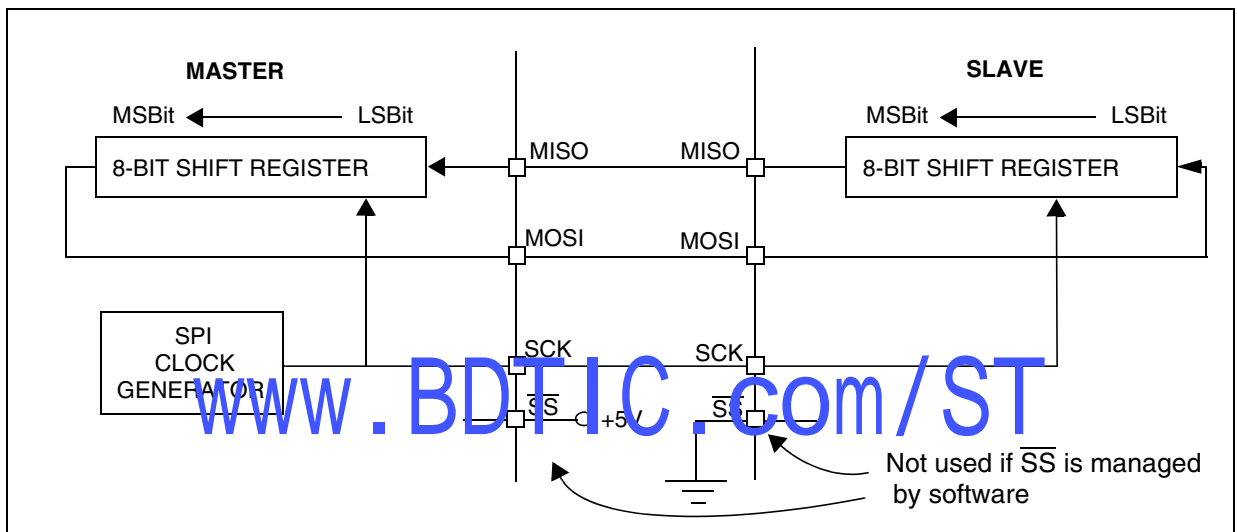 MASTER
SLAVE
MSBit LSBit
MSBit LSBit
8-BIT SHIFT REGISTER
MISO
MISO
8-BIT SHIFT REGISTER
MOSI
MOSI
SPI
CLOCK
GENERATOR
SCK
SCK
SS
+5V
SS
www.BDTIC.com/ST
Not used if SS is managed
by software